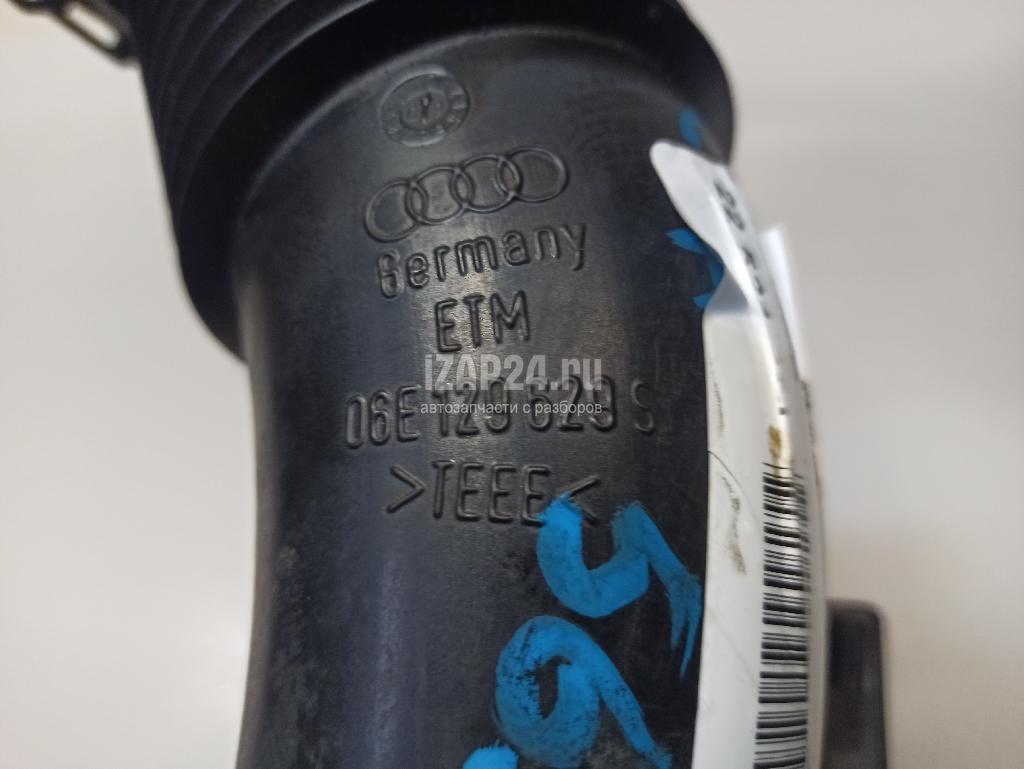 Germany
ETM
iZAP24.ru
автозапчасти с разборов
06E 129 629 S
>TEEE<